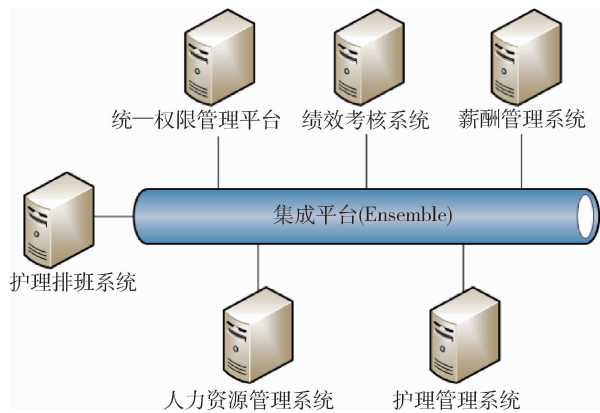 统一权限管理平台
绩效考核系统
薪酬管理系统
集成平台(Ensemble)
护理排班系统
人力资源管理系统
护理管理系统